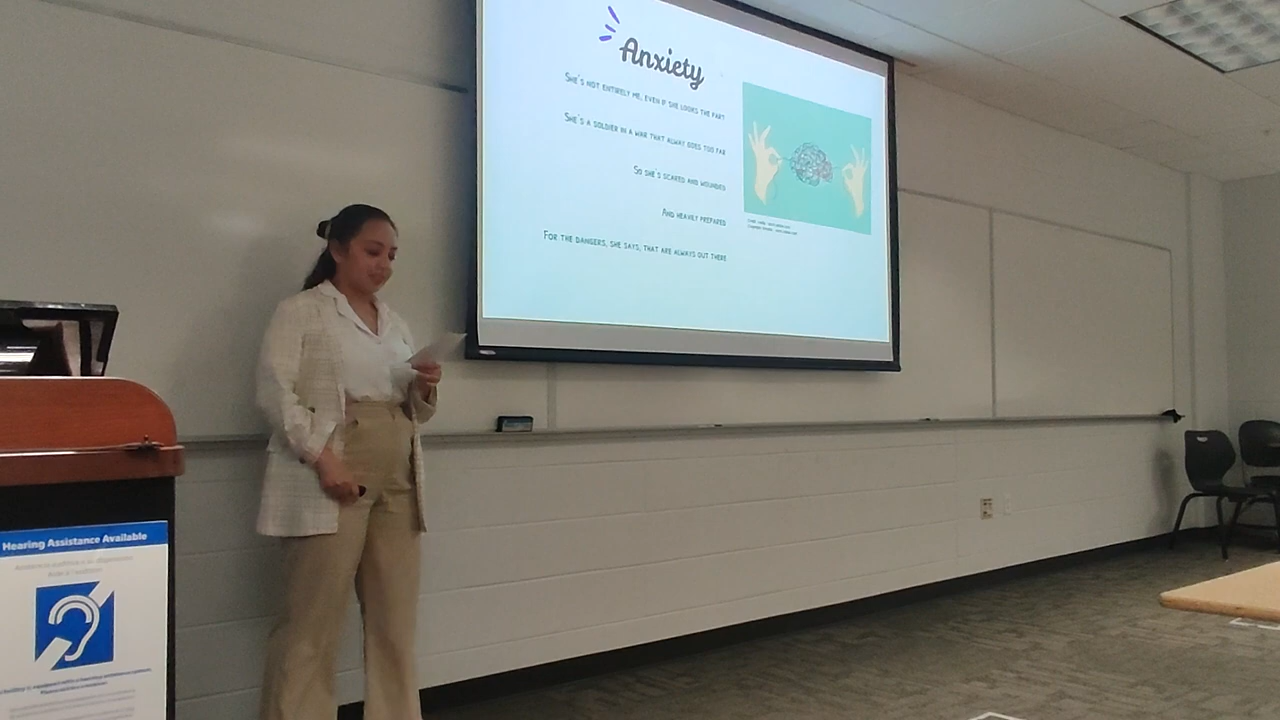 Anxiety
She's not entirely me, even if she looks the part
She's a soldier in a war that alway goes too far
So she's scared and wounded
And heavily prepared
For the dangers, she says, that are always out there
Hearing Assistance Available